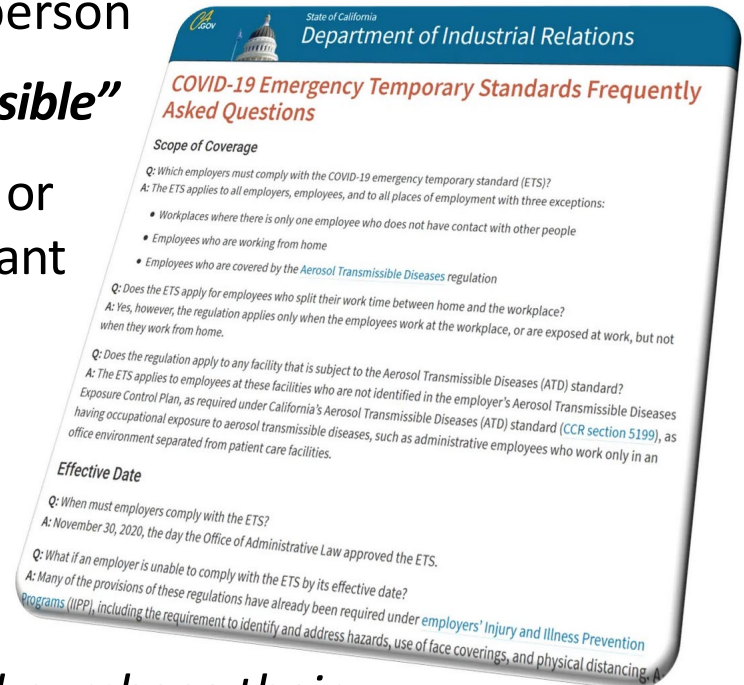 person
sible”
or
ant
CA
.GOV
State of California
Department of Industrial Relations
COVID-19 Emergency Temporary Standards Frequently
Asked Questions
Scope of Coverage
Q: Which employers must comply with the COVID-19 emergency temporary standard (ETS)?
A: The ETS applies to all employers, employees, and to all places of employment with three exceptions:
• Workplaces where there is only one employee who does not have contact with other people
• Employees who are working from home
• Employees who are covered by the Aerosol Transmissible Diseases regulation
Q: Does the ETS apply for employees who split their work time between home and the workplace?
A: Yes, however, the regulation applies only when the employees work at the workplace, or are exposed at work, but not
when they work from home.
Q: Does the regulation apply to any facility that is subject to the Aerosol Transmissible Diseases (ATD) standard?
A: The ETS applies to employees at these facilities who are not identified in the employer's Aerosol Transmissible Diseases
Exposure Control Plan, as required under California's Aerosol Transmissible Diseases (ATD) standard (CCR section 5199), as
having occupational exposure to aerosol transmissible diseases, such as administrative employees who work only in an
office environment separated from patient care facilities.
Effective Date
Q: When must employers comply with the ETS?
A: November 30, 2020, the day the Office of Administrative Law approved the ETS.
Q: What if an employer is unable to comply with the ETS by its effective date?
A: Many of the provisions of these regulations have already been required under employers' Injury and Illness Prevention
Programs (IIPP), including the requirement to identify and address hazards, use of face coverings, and physical distancing. A